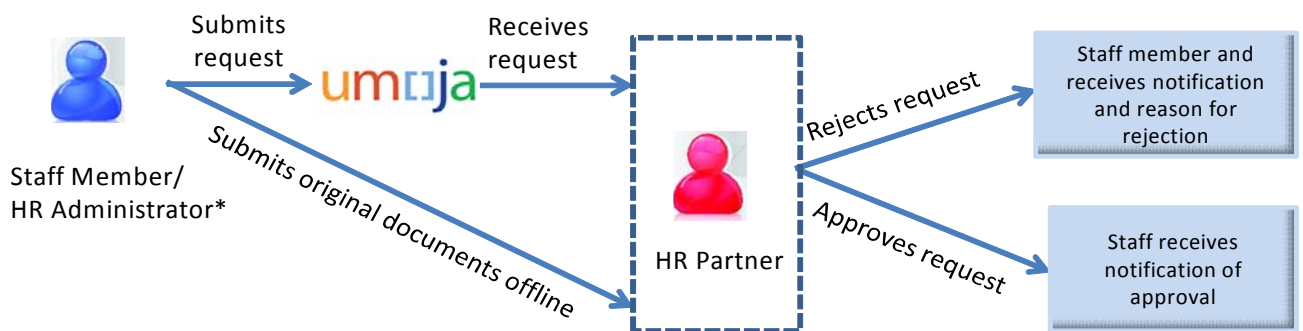 Submits
request
Receives
request
umoja
Staff Member/
HR Administrator*
Submits original documents offline
HR Partner
Rejects request
Approves request
Staff member and
receives notification
and reason for
rejection
Staff receives
notification of
approval